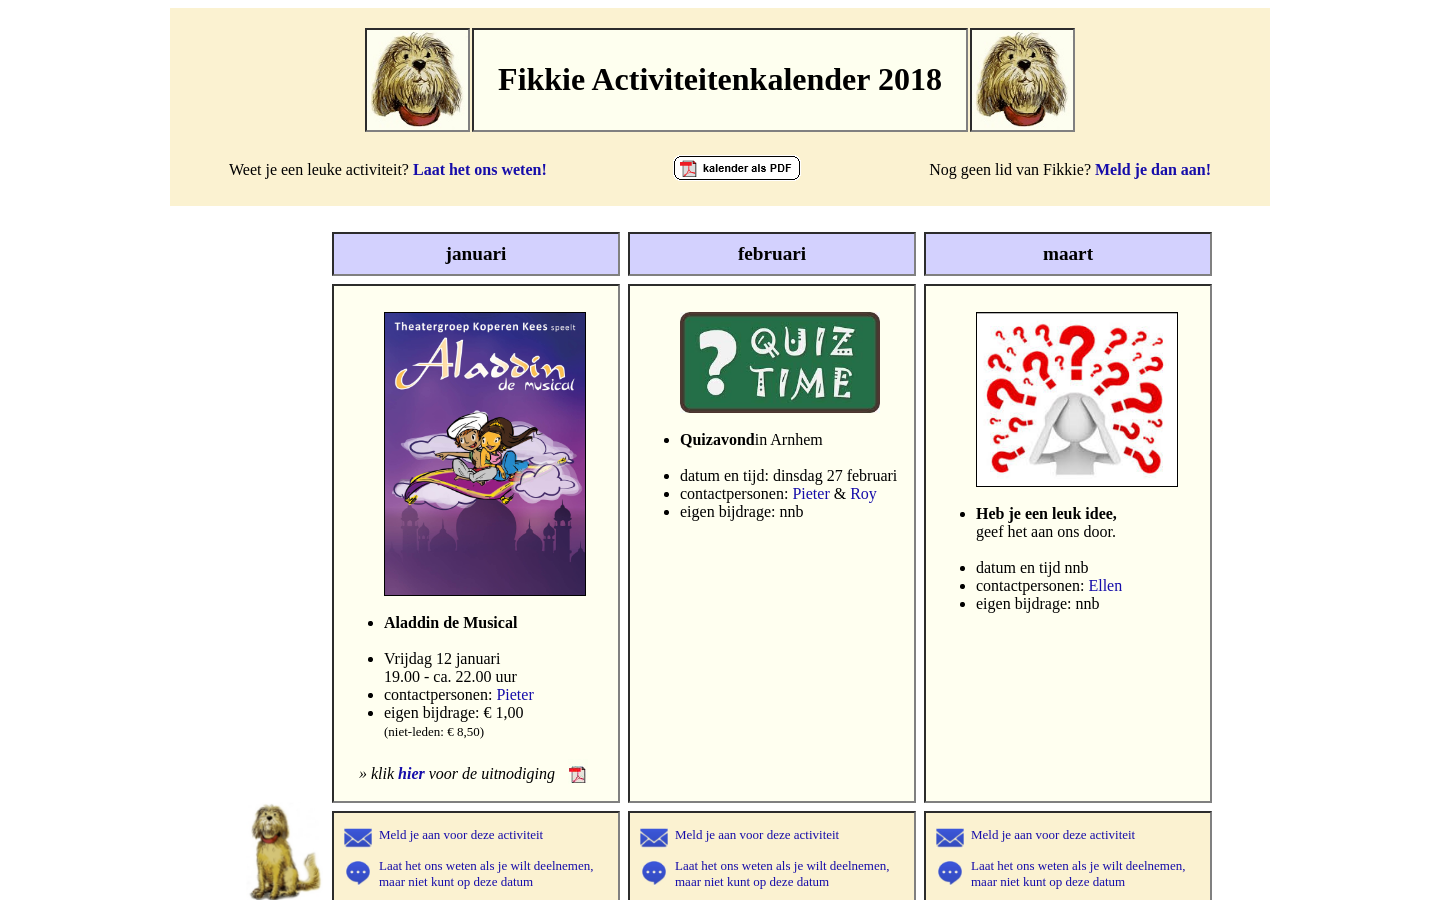 Fikkie Activiteitenkalender 2018
Weet je een leuke activiteit? Laat het ons weten!
kalender als PDF
Nog geen lid van Fikkie? Meld je dan aan!
januari
februari
maart
Theatergroep Koperen Kees speelt
Aladdin
de musical
Aladdin de Musical
Vrijdag 12 januari
19.00 - ca. 22.00 uur
contactpersonen: Pieter
eigen bijdrage: € 1,00
(niet-leden: € 8,50)
» klik hier voor de uitnodiging
? QUIZ
TIME
Quizavondin Arnhem
datum en tijd: dinsdag 27 februari
contactpersonen: Pieter & Roy
eigen bijdrage: nnb
Heb je een leuk idee,
geef het aan ons door.
datum en tijd nnb
contactpersonen: Ellen
eigen bijdrage: nnb
Meld je aan voor deze activiteit
Laat het ons weten als je wilt deelnemen,
maar niet kunt op deze datum
Meld je aan voor deze activiteit
Laat het ons weten als je wilt deelnemen,
maar niet kunt op deze datum
Meld je aan voor deze activiteit
Laat het ons weten als je wilt deelnemen,
maar niet kunt op deze datum